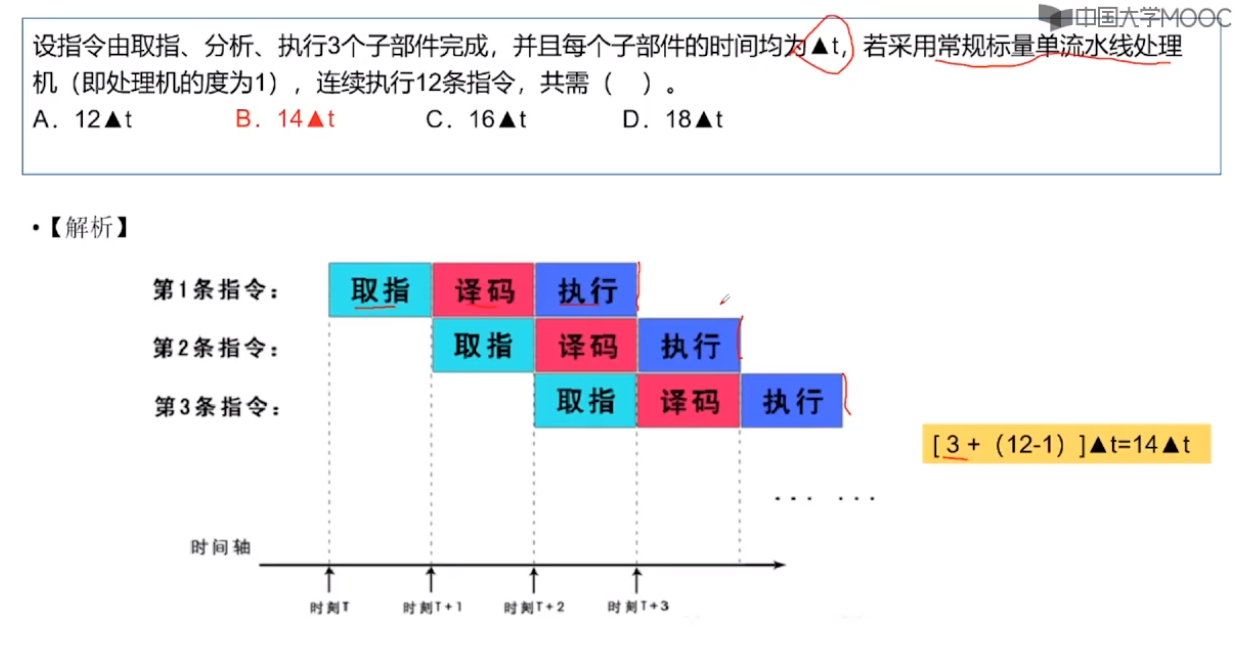 中国大学MOOC
设指令由取指、分析、执行3个子部件完成，并且每个子部件的时间均为▲t，若采用常规标量单流水线处理
机（即处理机的度为1），连续执行12条指令，共需（　）。
A．12▲t　B．14▲t　C．16▲t　D．18▲t
•【解析】
第1条指令： 取指 译码 执行
第2条指令： 取指 译码 执行
第3条指令： 取指 译码 执行
[ 3 +（12-1）]▲t=14▲t
... ...
时间轴
时刻T 时刻T+1 时刻T+2 时刻T+3